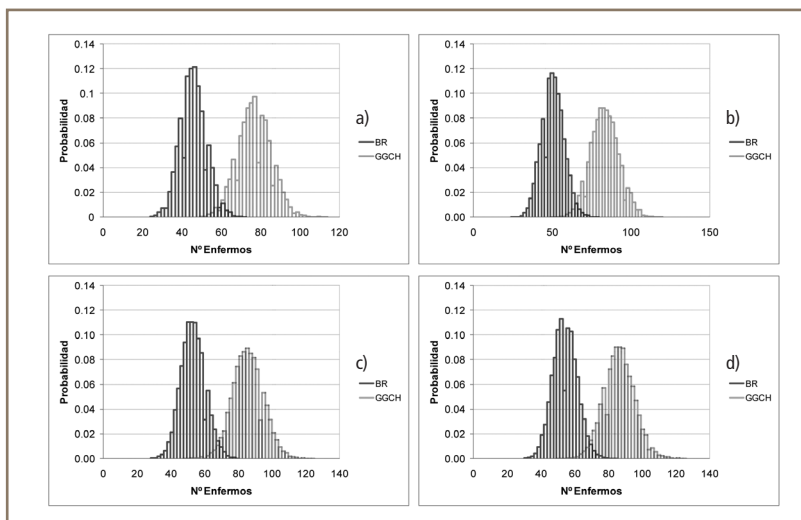 0.14
0.12
0.10
0.08
0.06
0.04
0.02
0
Probabilidad
0 20 40 60 80 100 120
Nº Enfermos
BR
GGCH
a)
0.14
0.12
0.10
0.08
0.06
0.04
0.02
0.00
Probabilidad
0 50 100 150
Nº Enfermos
BR
GGCH
b)
0.14
0.12
0.10
0.08
0.06
0.04
0.02
0.00
Probabilidad
0 20 40 60 80 100 120 140
Nº Enfermos
BR
GGCH
c)
0.14
0.12
0.10
0.08
0.06
0.04
0.02
0.00
Probabilidad
0 20 40 60 80 100 120 140
Nº Enfermos
BR
GGCH
d)